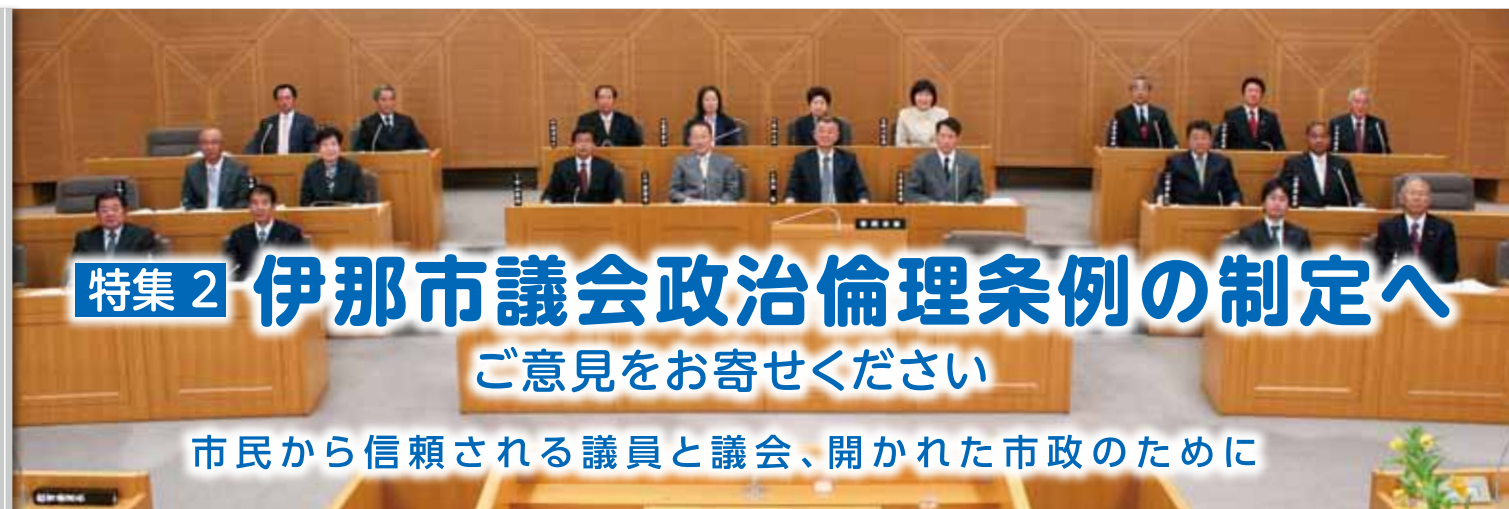 特集 2 伊那市議会政治倫理条例の制定へ
ご意見をお寄せください
市民から信頼される議員と議会、開かれた市政のために